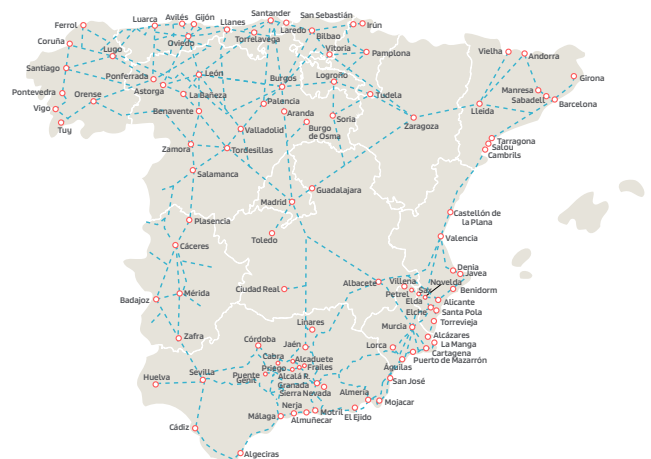 Santander
San Sebastián
Avilés
Gijón
Ferrol
Luarca
Llanes
Laredo
Irún
Bilbao
Coruña
Oviedo
Torrelavega
Lugo
Vitoria
Pamplona
Vielha
Andorra
Santiago
León
Ponferrada
Burgos
Logroño
Girona
Pontevedra
Orense
Astorga
La Bañeza
Palencia
Tudela
Manresa
Sabadell
Barcelona
Vigo
Benavente
Aranda
Lleida
Tuy
Valladolid
Burgo
de Osma
Soria
Zaragoza
Tarragona
Salou
Cambrils
Zamora
Tordesillas
Salamanca
Guadalajara
Madrid
Plasencia
Castellón de
la Plana
Toledo
Valencia
Cáceres
Denia
Javea
Ciudad Real
Albacete
Villena
Novelda
Sax
Petrel
Benidorm
Mérida
Elda
Alicante
Badajoz
Elche
Santa Pola
Torrevieja
Linares
Murcia
Zafra
Córdoba
Jaén
Lorca
Alcázares
La Manga
Cartagena
Cabra
Alcaudete
Puerto de Mazarrón
Priego
Frailes
Águilas
Puente
Genil
Alcalá R.
Huelva
Sevilla
Granada
San José
Sierra Nevada
Almería
Mojacar
Nerja
Málaga
Almuñecar
Motril
El Ejido
Cádiz
Algeciras